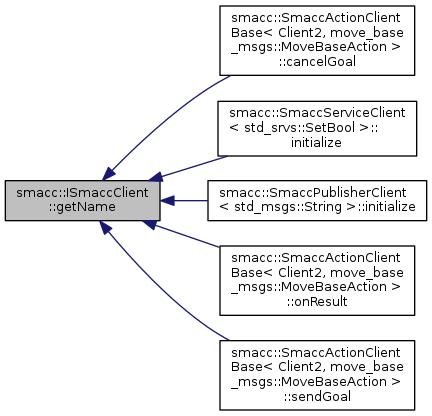 smacc::SmaccActionClient
Base< Client2, move_base
_msgs::MoveBaseAction >
::cancelGoal
smacc::SmaccServiceClient
< std_srvs::SetBool >::
initialize
smacc::ISmaccClient
::getName
smacc::SmaccPublisherClient
< std_msgs::String >::initialize
smacc::SmaccActionClient
Base< Client2, move_base
_msgs::MoveBaseAction >
::onResult
smacc::SmaccActionClient
Base< Client2, move_base
_msgs::MoveBaseAction >
::sendGoal